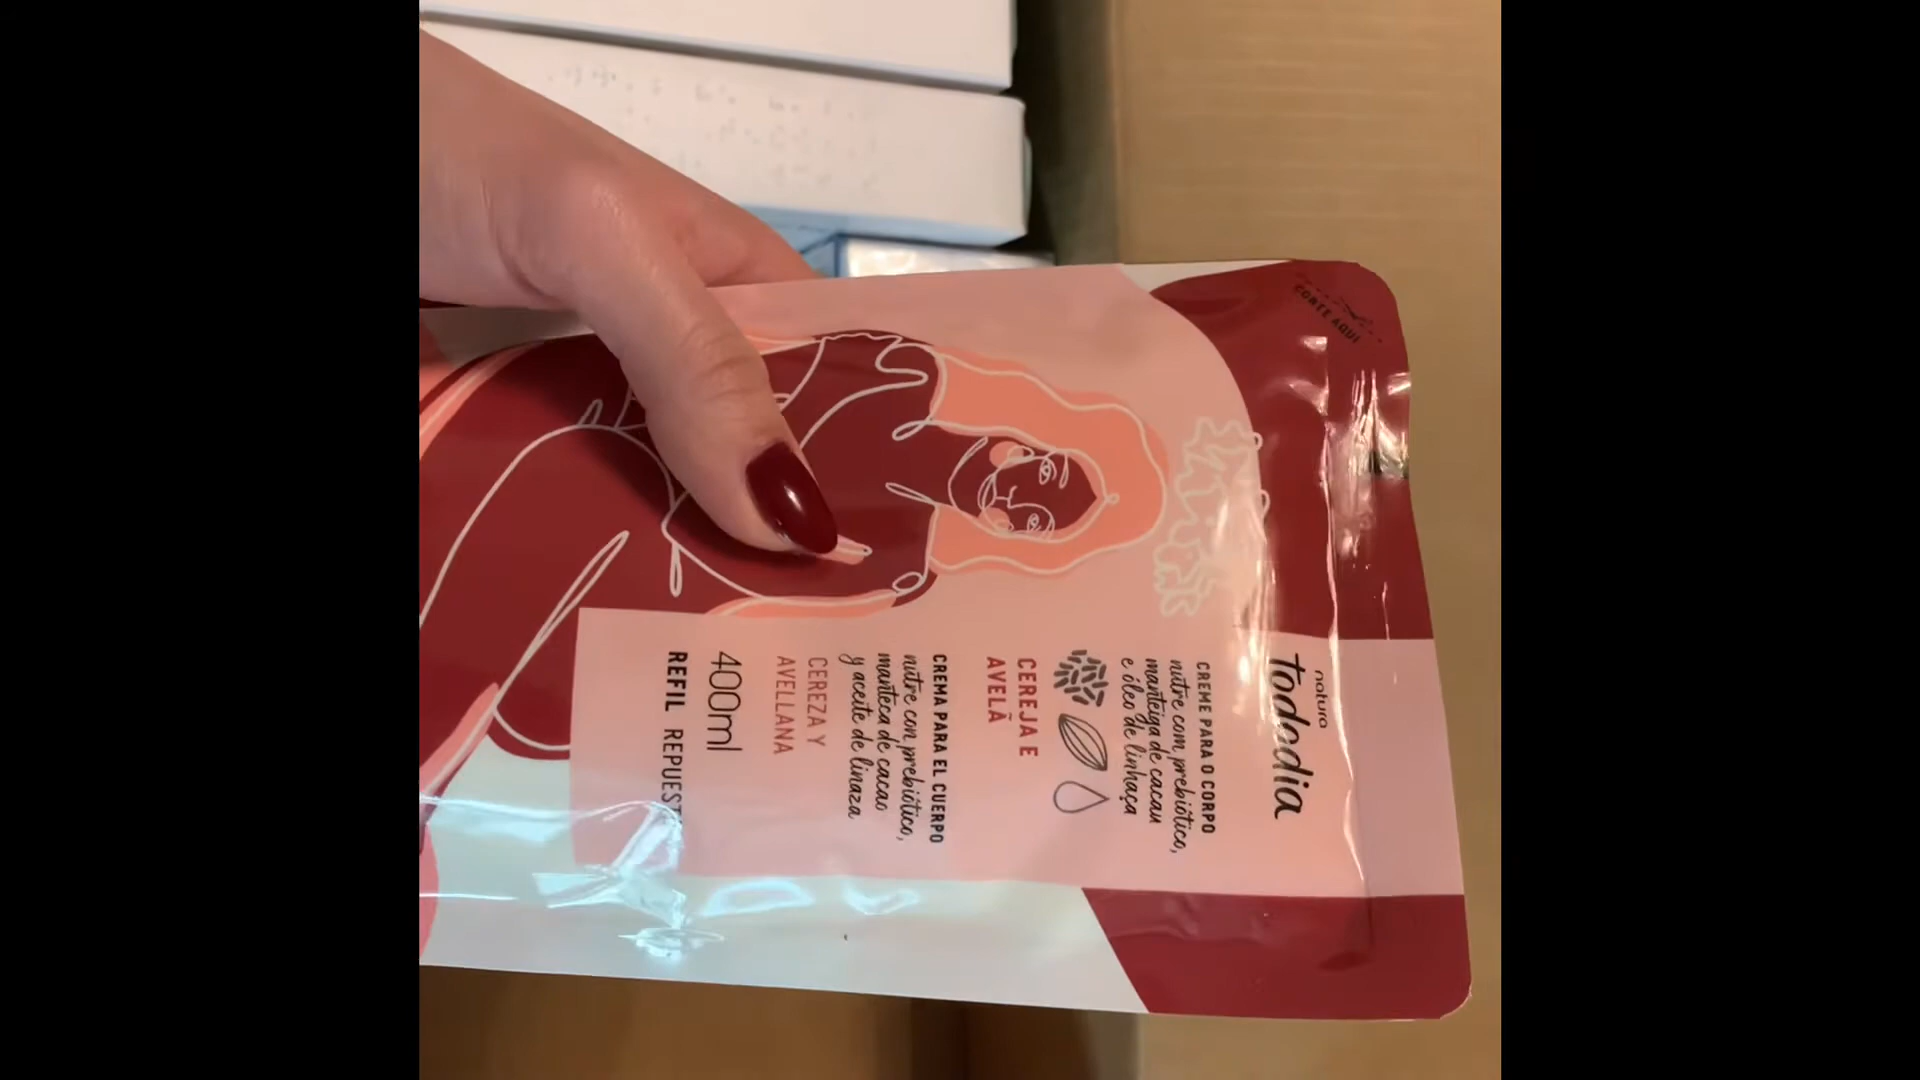 CORTE AQUI
natura
Tododia
CREME PARA O CORPO
nutre com prebiótico,
manteiga de cacau
e óleo de linhaça
CEREJA E
AVELÃ
CREMA PARA EL CUERPO
nutre con prebiótico,
manteca de cacao
y aceite de linaza
CEREZA Y
AVELLANA
400ml
REFIL REPUESTO